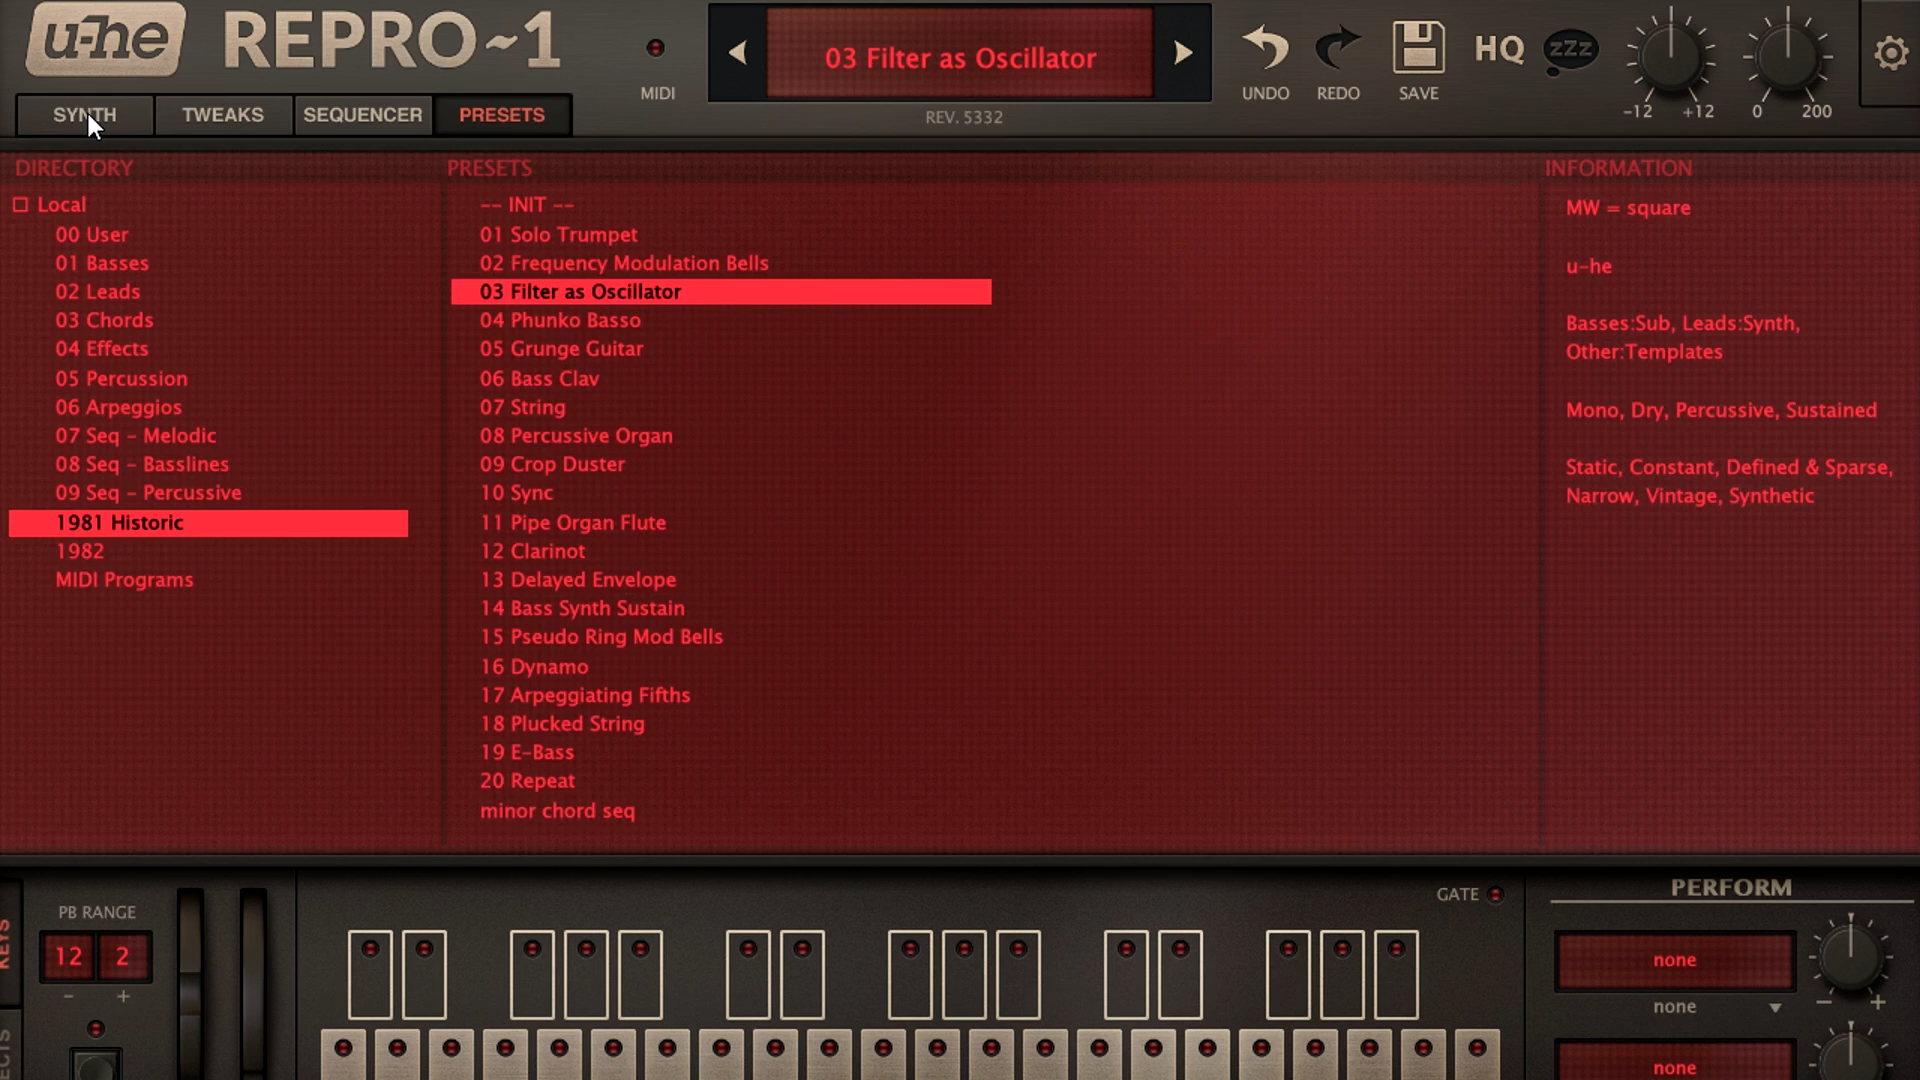 u-he REPRO~1
MIDI
03 Filter as Oscillator
REV. 5332
UNDO
REDO
SAVE
HQ
zZz
-12 +12
0 200
SYNTH
TWEAKS
SEQUENCER
PRESETS
DIRECTORY
Local
00 User
01 Basses
02 Leads
03 Chords
04 Effects
05 Percussion
06 Arpeggios
07 Seq - Melodic
08 Seq - Basslines
09 Seq - Percussive
1981 Historic
1982
MIDI Programs
PRESETS
-- INIT --
01 Solo Trumpet
02 Frequency Modulation Bells
03 Filter as Oscillator
04 Phunko Basso
05 Grunge Guitar
06 Bass Clav
07 String
08 Percussive Organ
09 Crop Duster
10 Sync
11 Pipe Organ Flute
12 Clarinot
13 Delayed Envelope
14 Bass Synth Sustain
15 Pseudo Ring Mod Bells
16 Dynamo
17 Arpeggiating Fifths
18 Plucked String
19 E-Bass
20 Repeat
minor chord seq
INFORMATION
MW = square
u-he
Basses:Sub, Leads:Synth,
Other:Templates
Mono, Dry, Percussive, Sustained
Static, Constant, Defined & Sparse,
Narrow, Vintage, Synthetic
KEYS
PB RANGE
12 2
- +
GATE
PERFORM
none
none
- +
none